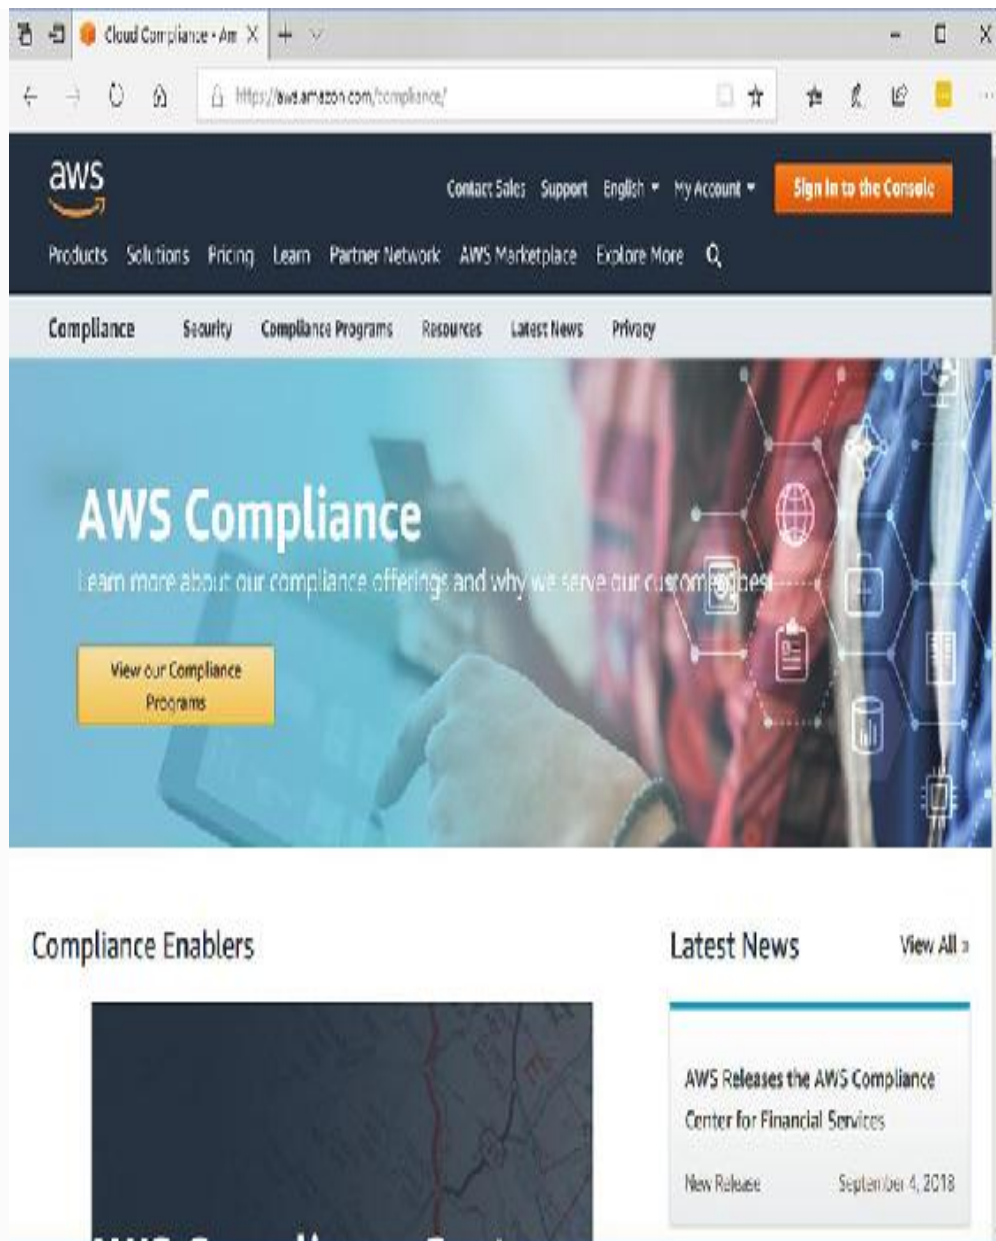 Cloud Compliance - Am
https://aws.amazon.com/compliance/
aws
Contact Sales Support English My Account Sign In to the Console
Products Solutions Pricing Learn Partner Network AWS Marketplace Explore More
Compliance Security Compliance Programs Resources Latest News Privacy
AWS Compliance
Learn more about our compliance offerings and why we serve our customers best
View our Compliance
Programs
Compliance Enablers
Latest News View All »
AWS Releases the AWS Compliance
Center for Financial Services
New Release September 4, 2018